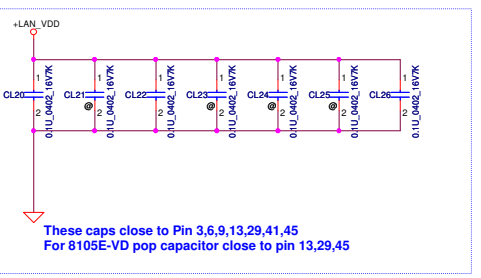 +LAN_VDD
1 1 1 1 1 1 1
CL20 CL21 CL22 CL23 CL24 CL25 CL26
@ @ @ @
2 2 2 2 2 2 2
0.1U_0402_16V7K 0.1U_0402_16V7K 0.1U_0402_16V7K 0.1U_0402_16V7K 0.1U_0402_16V7K 0.1U_0402_16V7K 0.1U_0402_16V7K
These caps close to Pin 3,6,9,13,29,41,45
For 8105E-VD pop capacitor close to pin 13,29,45